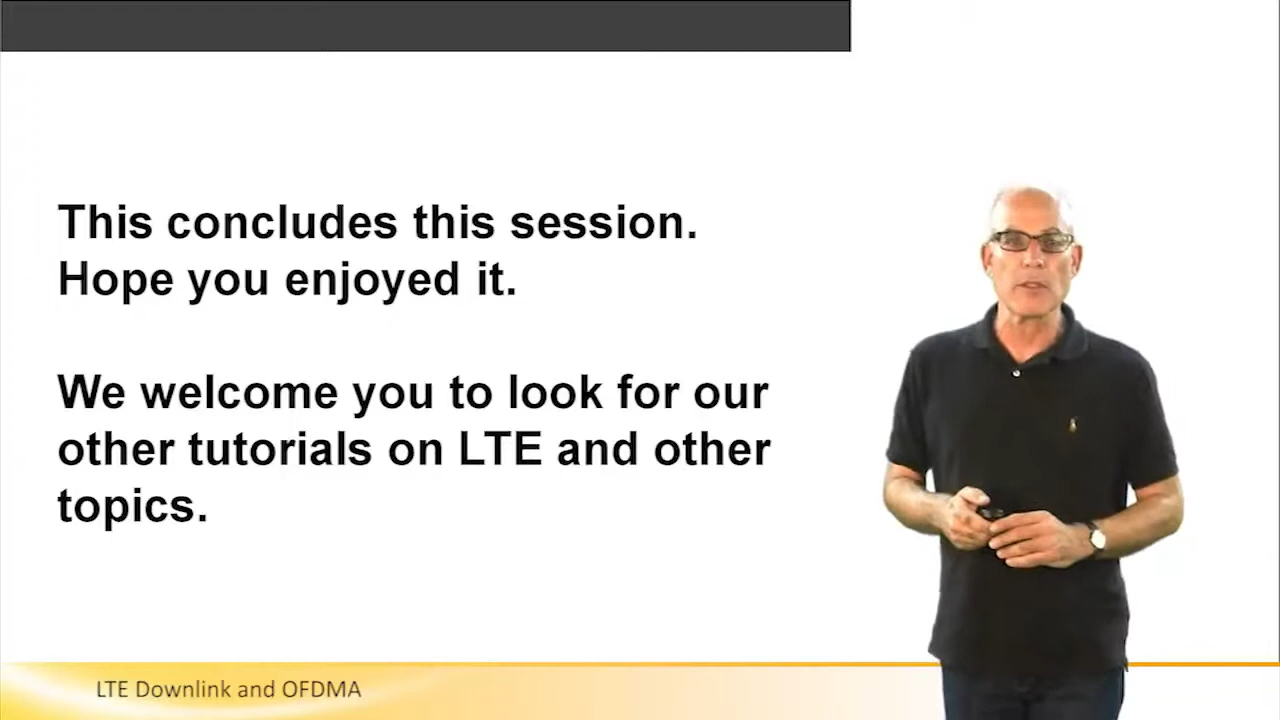 This concludes this session.
Hope you enjoyed it.
We welcome you to look for our
other tutorials on LTE and other
topics.
LTE Downlink and OFDMA